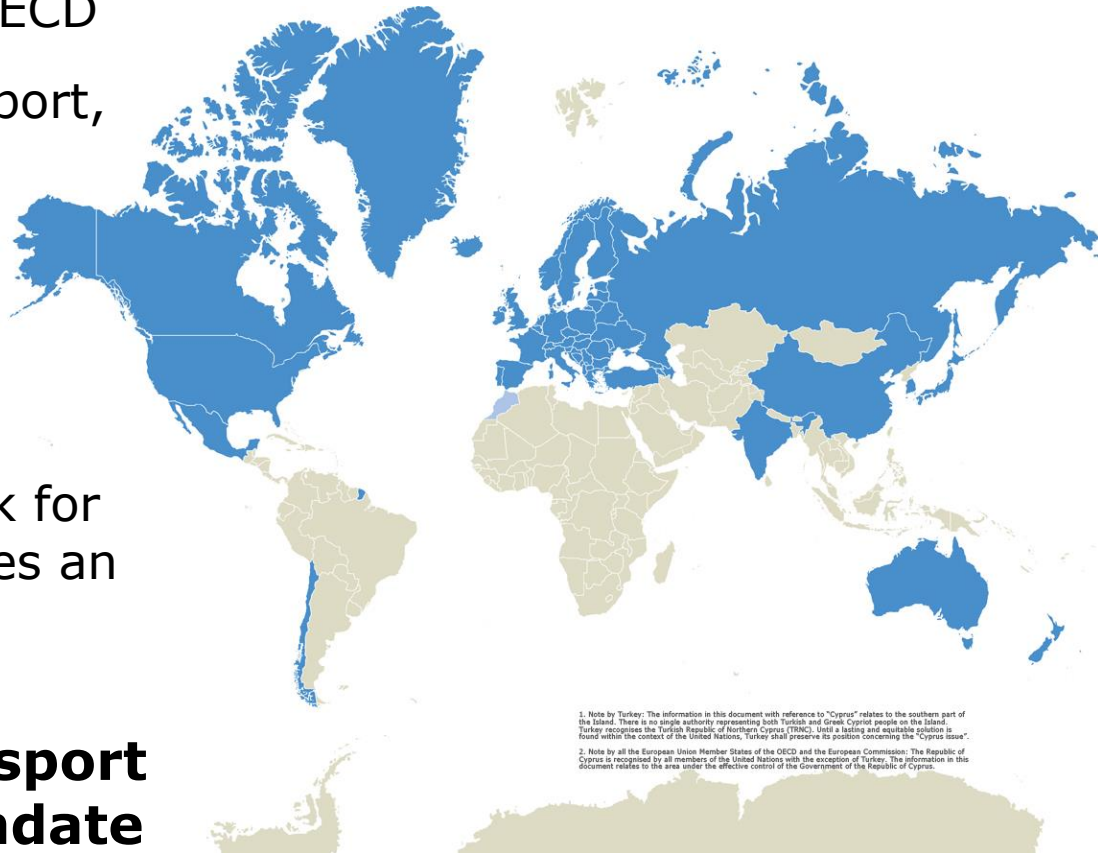 ECD
port,
k for
es an
sport
ndate
1. Note by Turkey: The information in this document with reference to "Cyprus" relates to the southern part of
the Island. There is no single authority representing both Turkish and Greek Cypriot people on the Island.
Turkey recognises the Turkish Republic of Northern Cyprus (TRNC). Until a lasting and equitable solution is
found within the context of the United Nations, Turkey shall preserve its position concerning the "Cyprus issue".
2. Note by all the European Union Member States of the OECD and the European Commission: The Republic of
Cyprus is recognised by all members of the United Nations with the exception of Turkey. The information in this
document relates to the area under the effective control of the Government of the Republic of Cyprus.